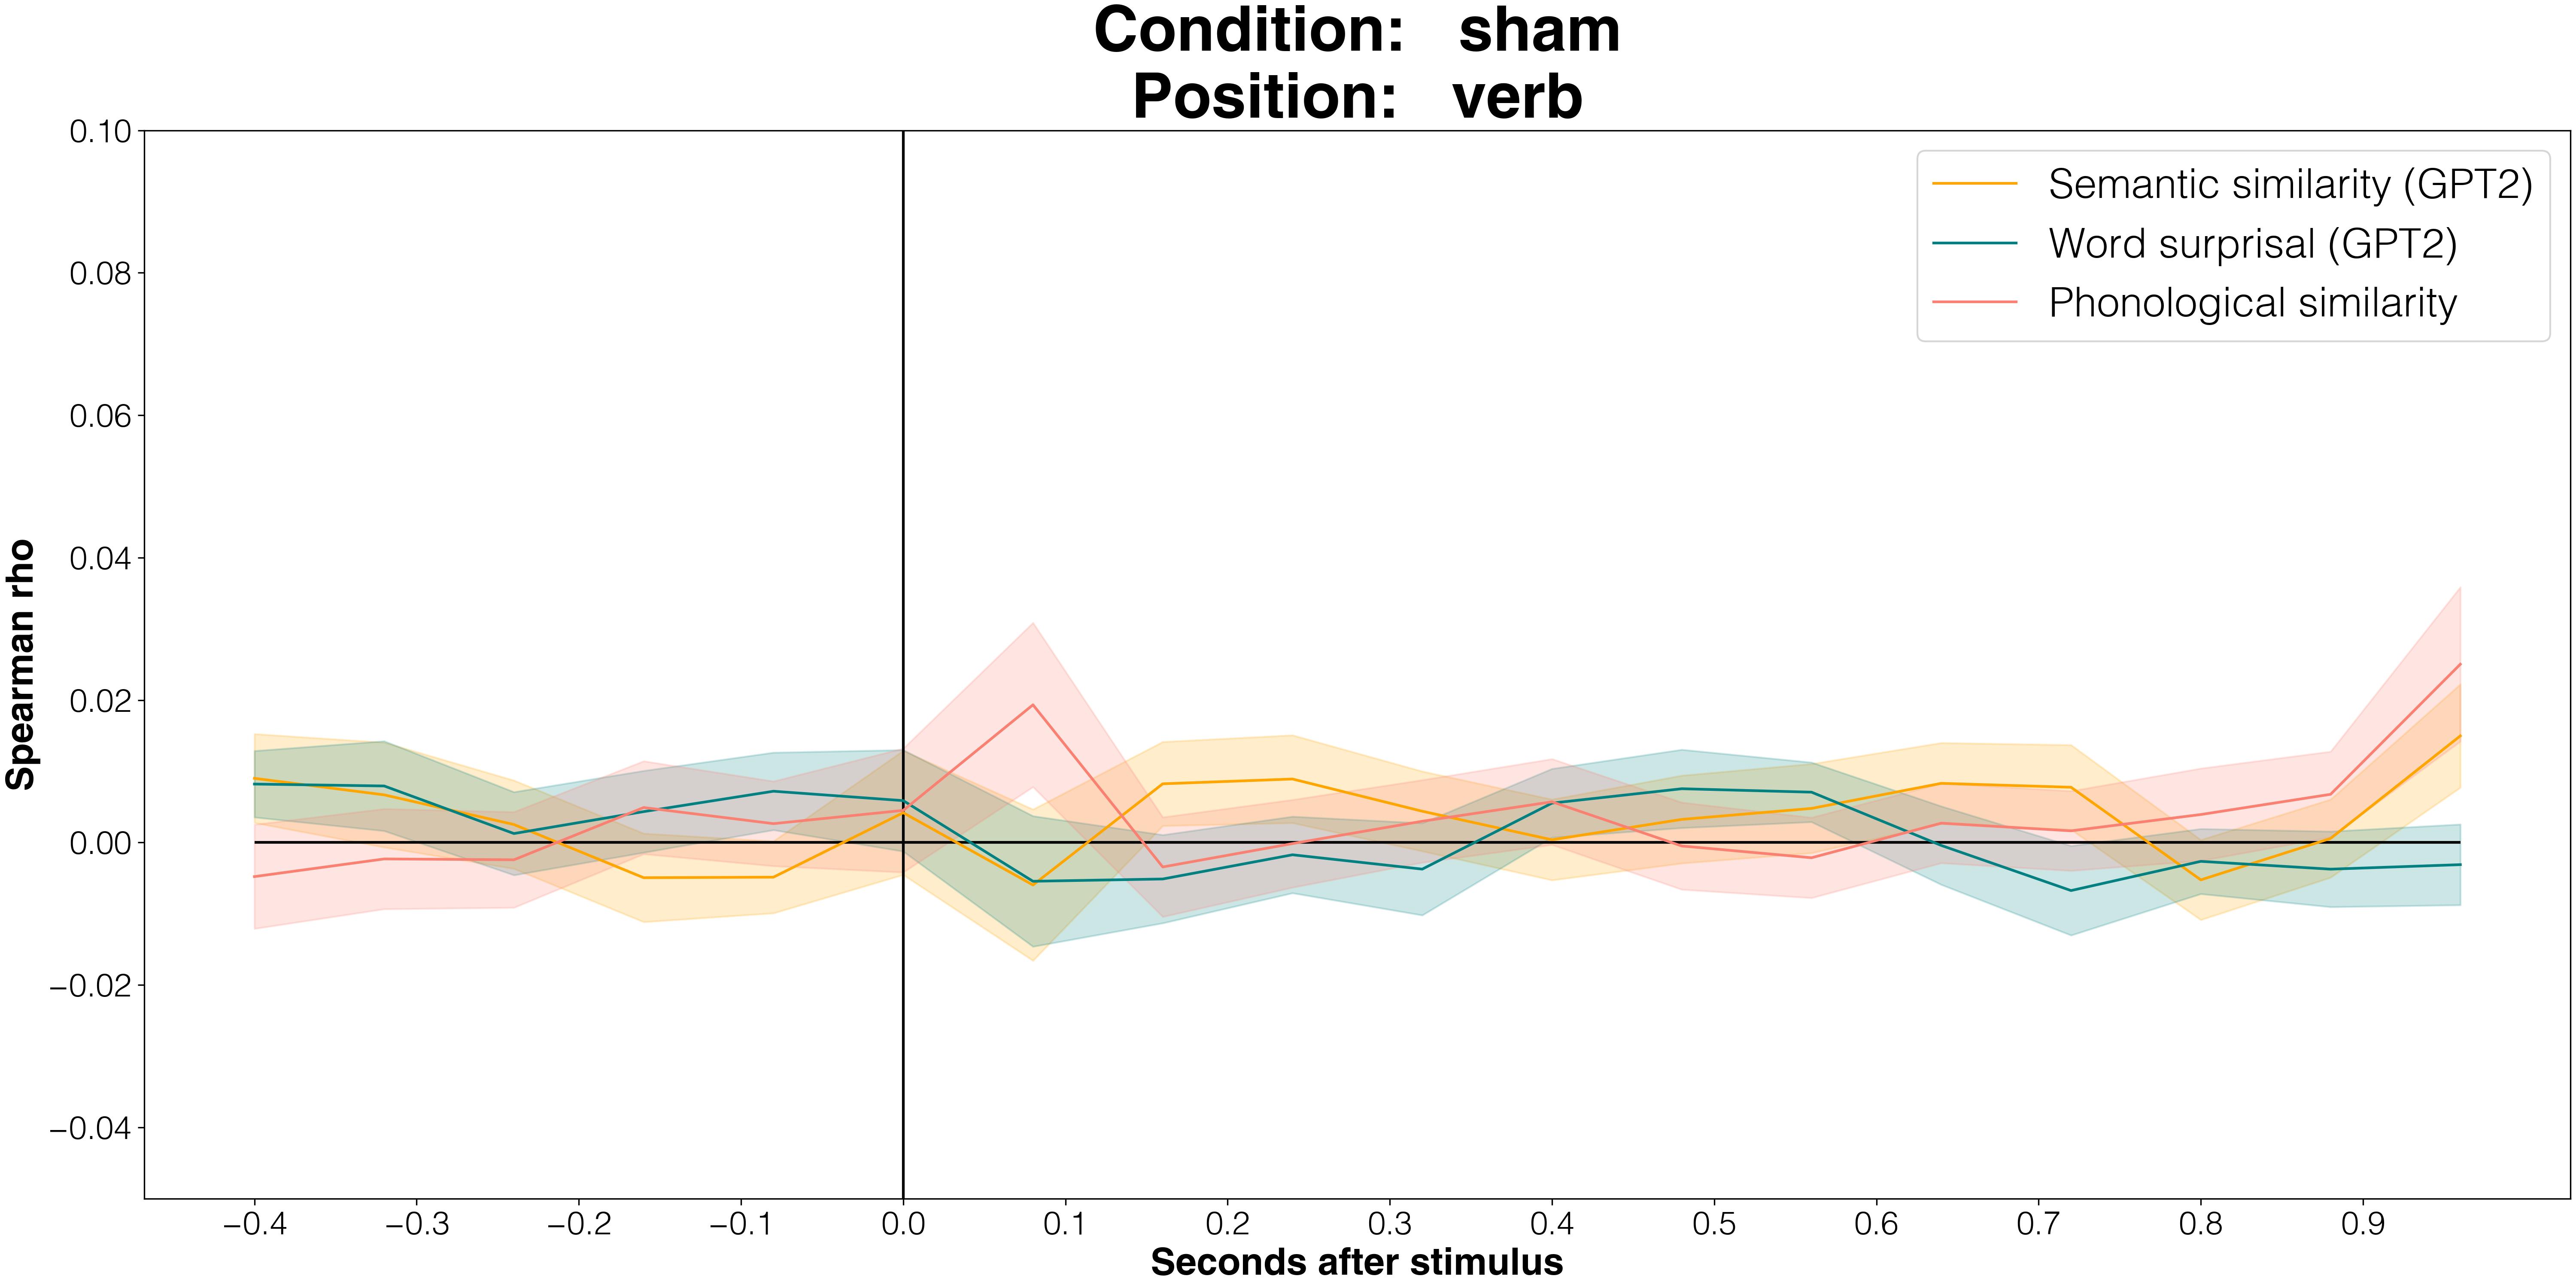 Condition: sham
Position: verb
0.10
0.08
0.06
0.04
0.02
0.00
−0.02
−0.04
Spearman rho
Semantic similarity (GPT2)
Word surprisal (GPT2)
Phonological similarity
−0.4 −0.3 −0.2 −0.1 0.0 0.1 0.2 0.3 0.4 0.5 0.6 0.7 0.8 0.9
Seconds after stimulus